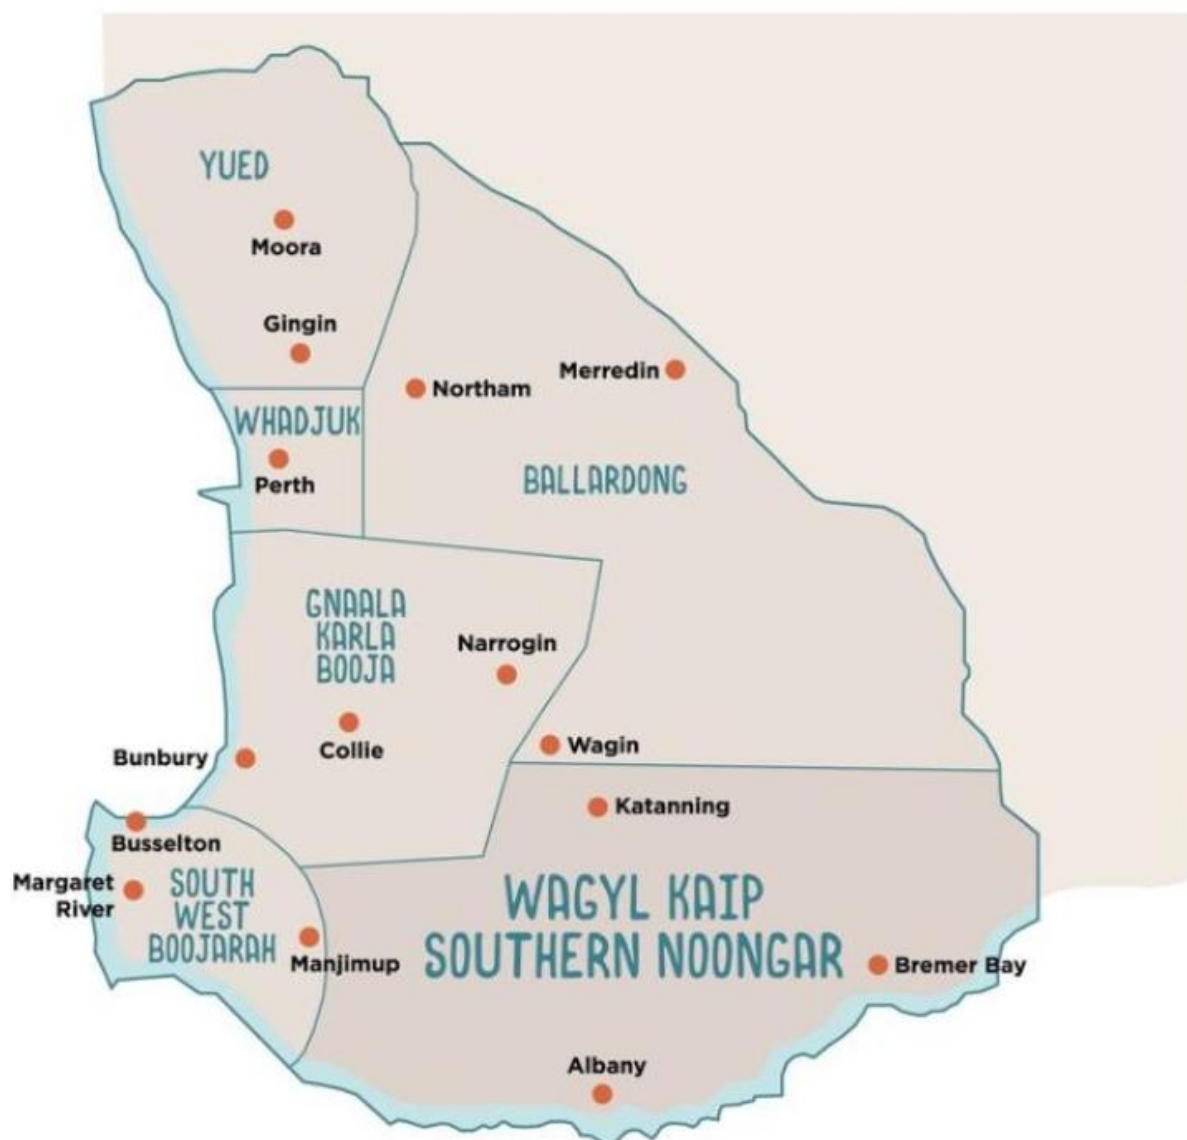 YUED
Moora
Gingin
Merredin
Northam
WHADJUK
Perth
BALLARDONG
GNAALA
KARLA
BOOJA
Narrogin
Collie
Wagin
Bunbury
Katanning
Busselton
Margaret
River
SOUTH
WEST
BOOJARAH
Manjimup
WAGYL KAIP
SOUTHERN NOONGAR
Bremer Bay
Albany